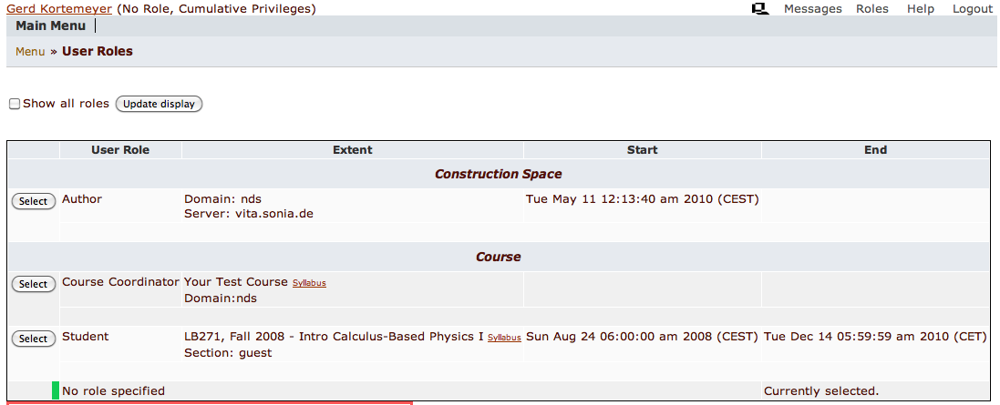 Gerd Kortemeyer (No Role, Cumulative Privileges) Messages Roles Help Logout
Main Menu
Menu » User Roles
Show all roles Update display
User Role Extent Start End
Construction Space
Select Author Domain: nds Tue May 11 12:13:40 am 2010 (CEST)
Server: vita.sonia.de
Course
Select Course Coordinator Your Test Course Syllabus
Domain:nds
Select Student LB271, Fall 2008 - Intro Calculus-Based Physics I Syllabus Sun Aug 24 06:00:00 am 2008 (CEST) Tue Dec 14 05:59:59 am 2010 (CET)
Section: guest
No role specified Currently selected.